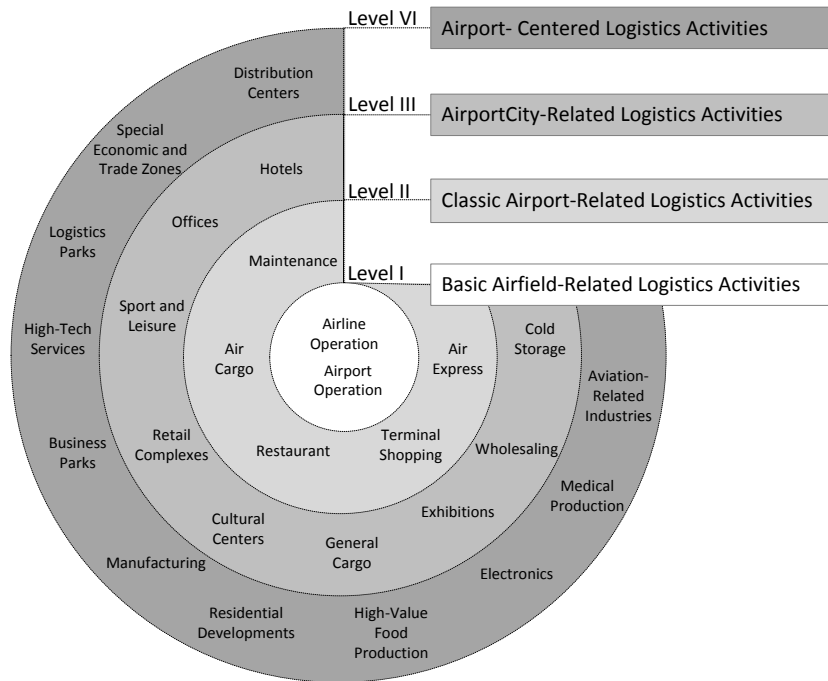 Level VI
Airport- Centered Logistics Activities
Level III
AirportCity-Related Logistics Activities
Level II
Classic Airport-Related Logistics Activities
Level I
Basic Airfield-Related Logistics Activities
Distribution
Centers
Special
Economic and
Trade Zones
Logistics
Parks
High-Tech
Services
Business
Parks
Manufacturing
Residential
Developments
High-Value
Food
Production
Electronics
Medical
Production
Aviation-
Related
Industries
Hotels
Offices
Sport and
Leisure
Retail
Complexes
Cultural
Centers
General
Cargo
Exhibitions
Wholesaling
Cold
Storage
Maintenance
Air
Cargo
Restaurant
Terminal
Shopping
Air
Express
Airline
Operation
Airport
Operation